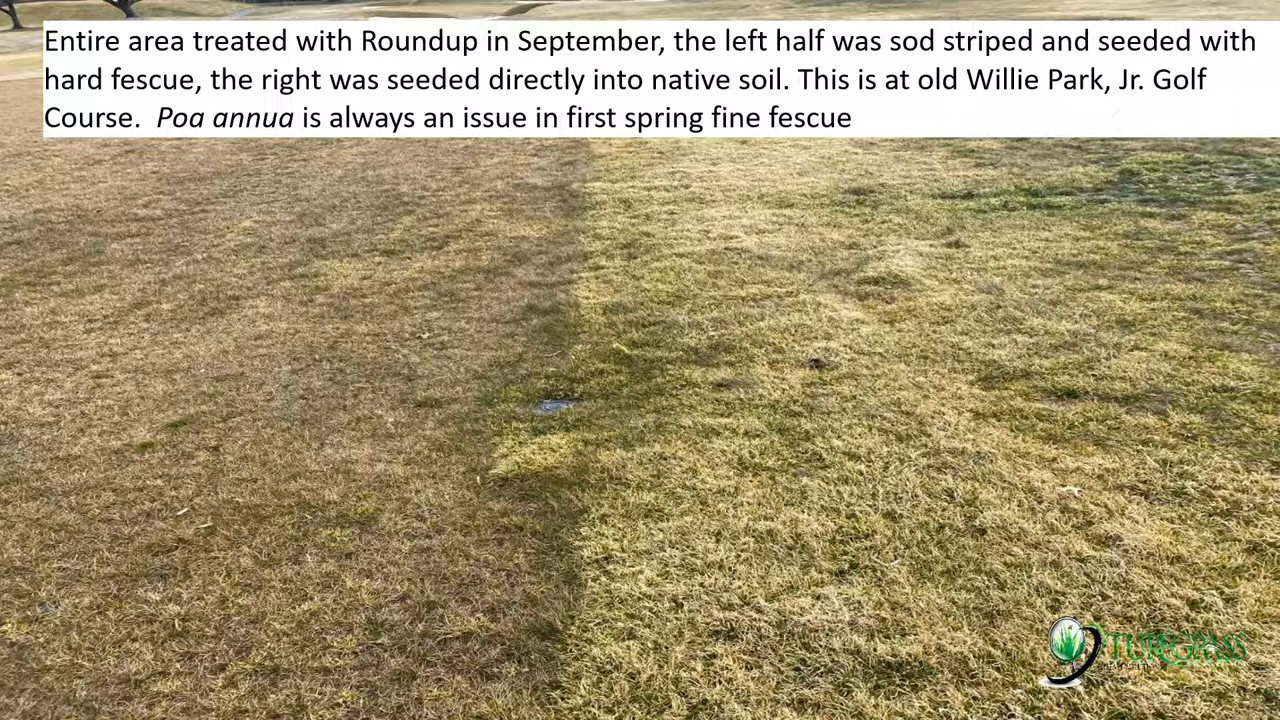 Entire area treated with Roundup in September, the left half was sod striped and seeded with
hard fescue, the right was seeded directly into native soil. This is at old Willie Park, Jr. Golf
Course. Poa annua is always an issue in first spring fine fescue
TURFGRASS